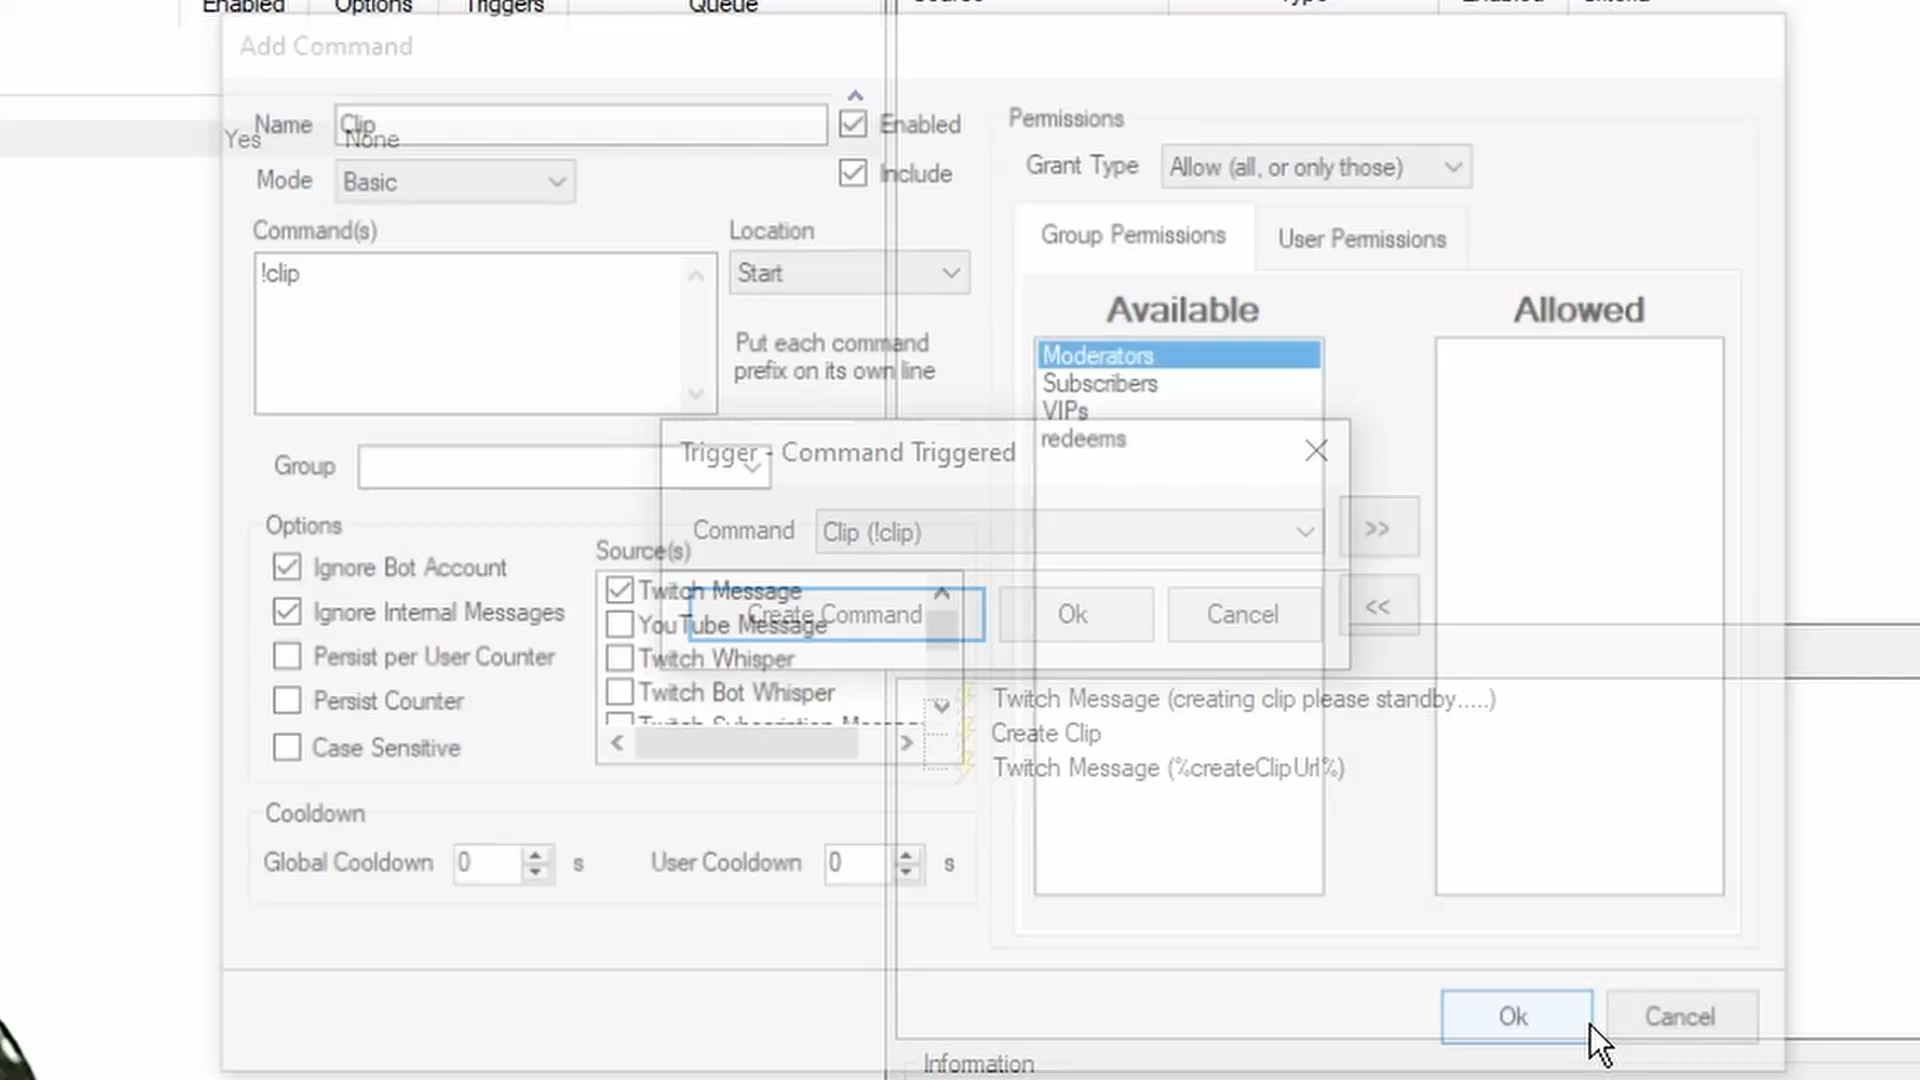 Enabled Options Triggers Queue
Add Command
Name Clip
Enabled
Yes None
Mode Basic
Include
Command(s)
Location
!clip
Start
Put each command
prefix on its own line
Group
Options
Ignore Bot Account
Ignore Internal Messages
Persist per User Counter
Persist Counter
Case Sensitive
Source(s)
Twitch Message
YouTube Message
Twitch Whisper
Twitch Bot Whisper
Twitch Subscription
Cooldown
Global Cooldown 0 s
User Cooldown 0 s
Permissions
Grant Type Allow (all, or only those)
Group Permissions
User Permissions
Available
Allowed
Moderators
Subscribers
VIPs
redeems
>>
<<
Trigger - Command Triggered
Command Clip (!clip)
Create Command
Ok
Cancel
Twitch Message (creating clip please standby.....)
Create Clip
Twitch Message (%createClipUrl%)
Ok
Cancel
Information